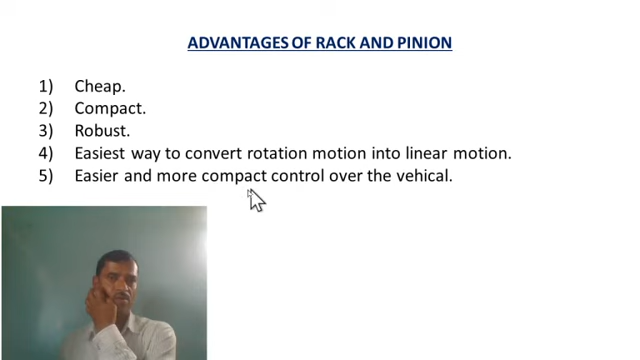 ADVANTAGES OF RACK AND PINION
1) Cheap.
2) Compact.
3) Robust.
4) Easiest way to convert rotation motion into linear motion.
5) Easier and more compact control over the vehical.